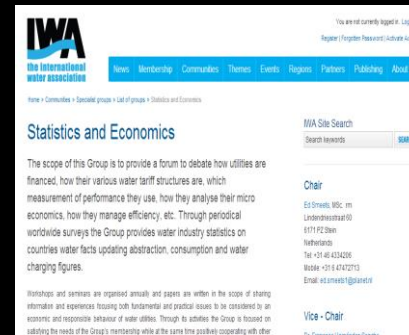 You are not currently logged in. Log
Register | Forgotten Password | Activate Ac
IWA
the international
water association
News Membership Communities Themes Events Regions Partners Publishing About
Home > Communities > Specialist groups > List of groups > Statistics and Economics
Statistics and Economics
The scope of this Group is to provide a forum to debate how utilities are
financed, how their various water tariff structures are, which
measurement of performance they use, how they analyse their micro
economics, how they manage efficiency, etc. Through periodical
worldwide surveys the Group provides water industry statistics on
countries water facts updating abstraction, consumption and water
charging figures.
Workshops and seminars are organised annually and papers are written in the scope of sharing
information and experiences focusing both fundamental and practical issues to be considered by an
economic and responsible behaviour of water utilities. Through its activities the Group is focused on
satisfying the needs of the Group's membership while at the same time positively cooperating with other
IWA Site Search
Search keywords
SEAR
Chair
Ed Smeets, MSc. rm
Lindendreesstraat 60
6171 PZ Stein
Netherlands
Tel: +31 46 4334206
Mobile: +31 6 47472713
Vice - Chair